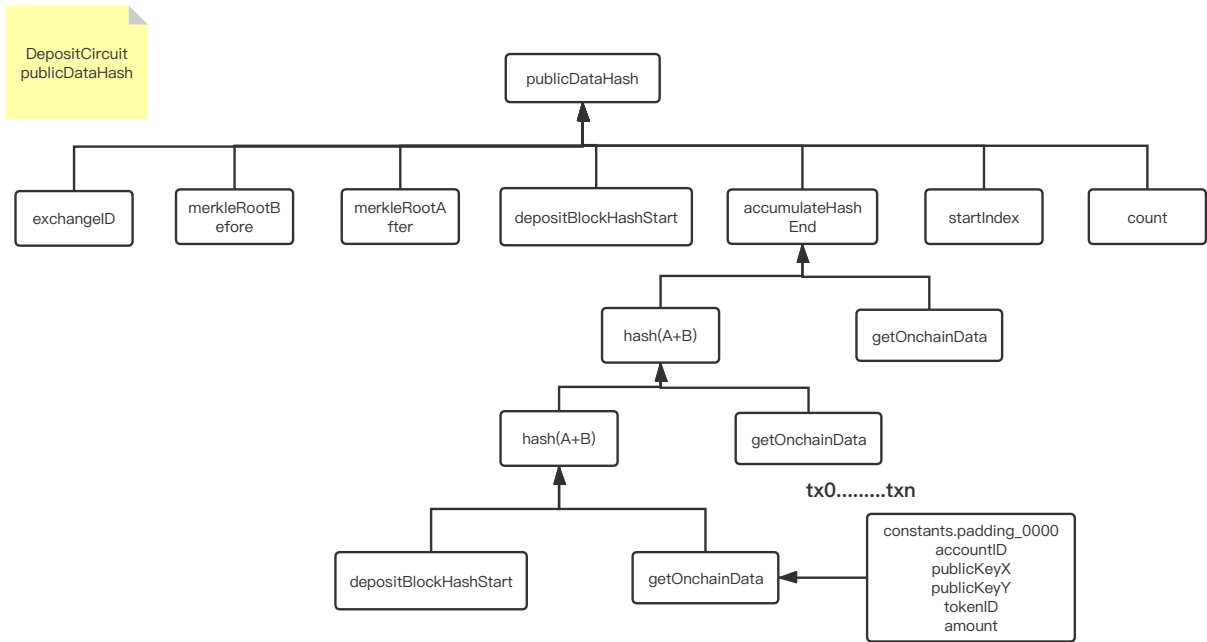 DepositCircuit
publicDataHash
publicDataHash
exchangeID
merkleRootB
efore
merkleRootA
fter
depositBlockHashStart
accumulateHash
End
startIndex
count
hash(A+B)
getOnchainData
hash(A+B)
getOnchainData
tx0.........txn
depositBlockHashStart
getOnchainData
constants.padding_0000
accountID
publicKeyX
publicKeyY
tokenID
amount